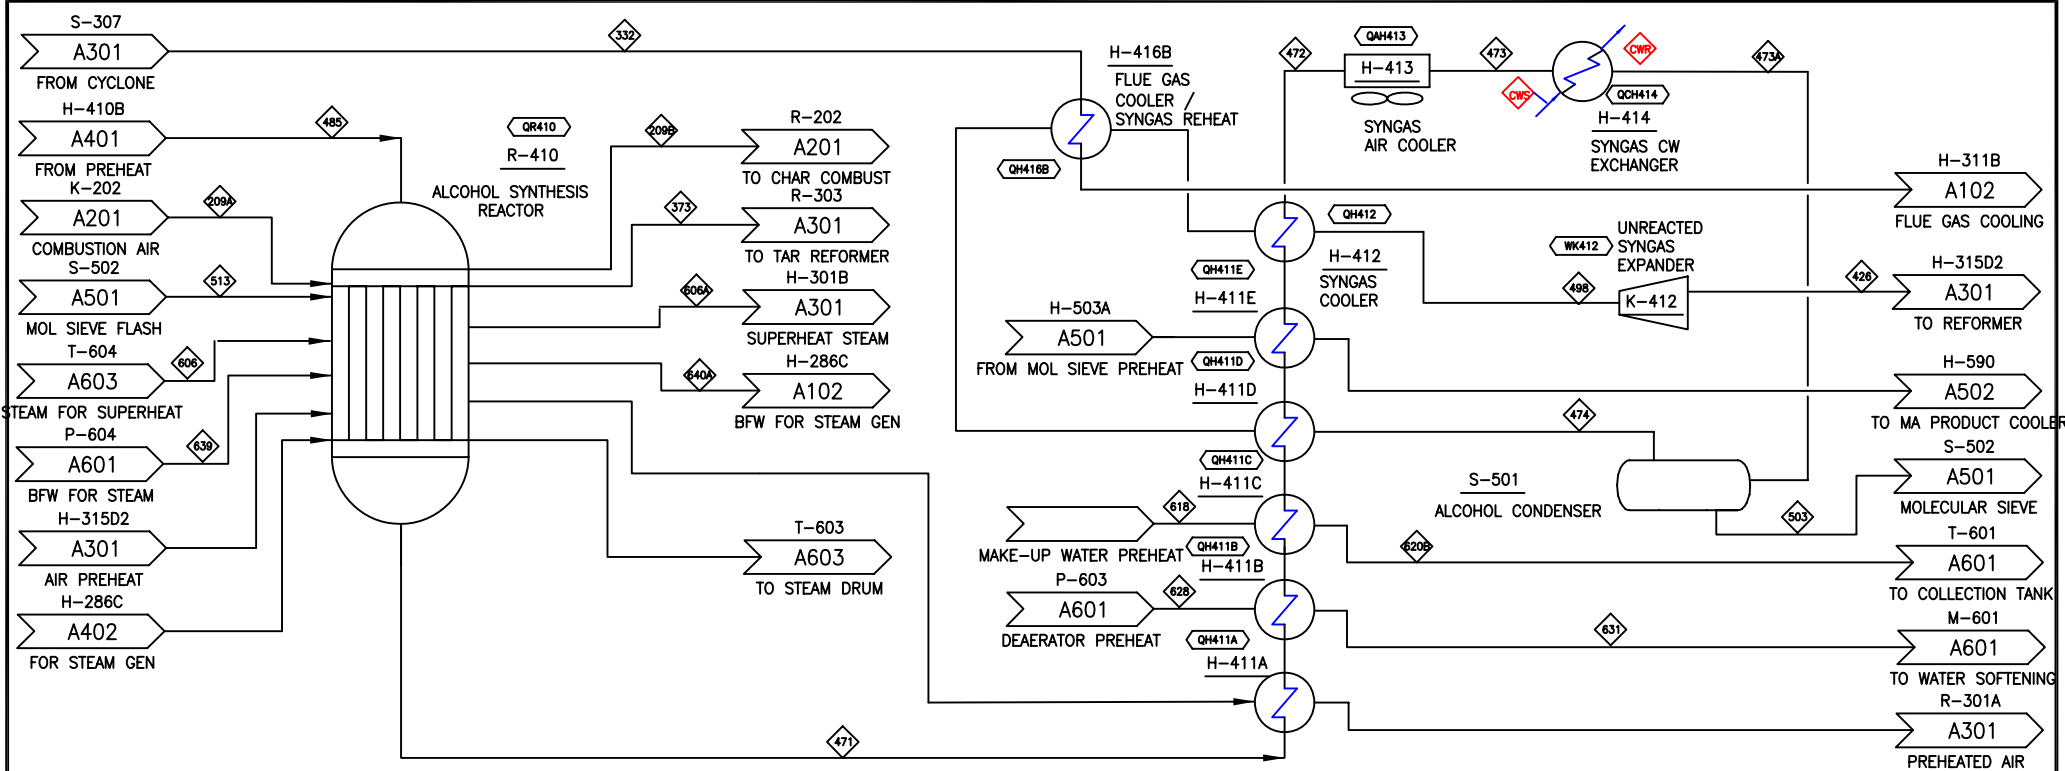 S-307
A301
FROM CYCLONE
H-410B
A401
FROM PREHEAT
K-202
A201
COMBUSTION AIR
S-502
A501
MOL SIEVE FLASH
T-604
A603
STEAM FOR SUPERHEAT
P-604
A601
BFW FOR STEAM
H-315D2
A301
AIR PREHEAT
H-286C
A402
FOR STEAM GEN
332
485
209A
513
606
639
QR410
R-410
ALCOHOL SYNTHESIS
REACTOR
209B
373
606A
640A
471
R-202
A201
TO CHAR COMBUST
R-303
A301
TO TAR REFORMER
H-301B
A301
SUPERHEAT STEAM
H-286C
A102
BFW FOR STEAM GEN
T-603
A603
TO STEAM DRUM
H-416B
FLUE GAS
COOLER /
SYNGAS REHEAT
QH416B
H-503A
A501
FROM MOL SIEVE PREHEAT
618
MAKE-UP WATER PREHEAT
P-603
A601
628
DEAERATOR PREHEAT
QH411E
H-411E
QH411D
H-411D
QH411C
H-411C
QH411B
H-411B
QH411A
H-411A
472
QAH413
H-413
SYNGAS
AIR COOLER
473
CWS
CWR
QCH414
H-414
SYNGAS CW
EXCHANGER
473A
QH412
H-412
SYNGAS
COOLER
WK412
UNREACTED
SYNGAS
EXPANDER
498
K-412
426
474
S-501
ALCOHOL CONDENSER
503
620B
631
H-311B
A102
FLUE GAS COOLING
H-315D2
A301
TO REFORMER
H-590
A502
TO MA PRODUCT COOLER
S-502
A501
MOLECULAR SIEVE
T-601
A601
TO COLLECTION TANK
M-601
A601
TO WATER SOFTENING
R-301A
A301
PREHEATED AIR